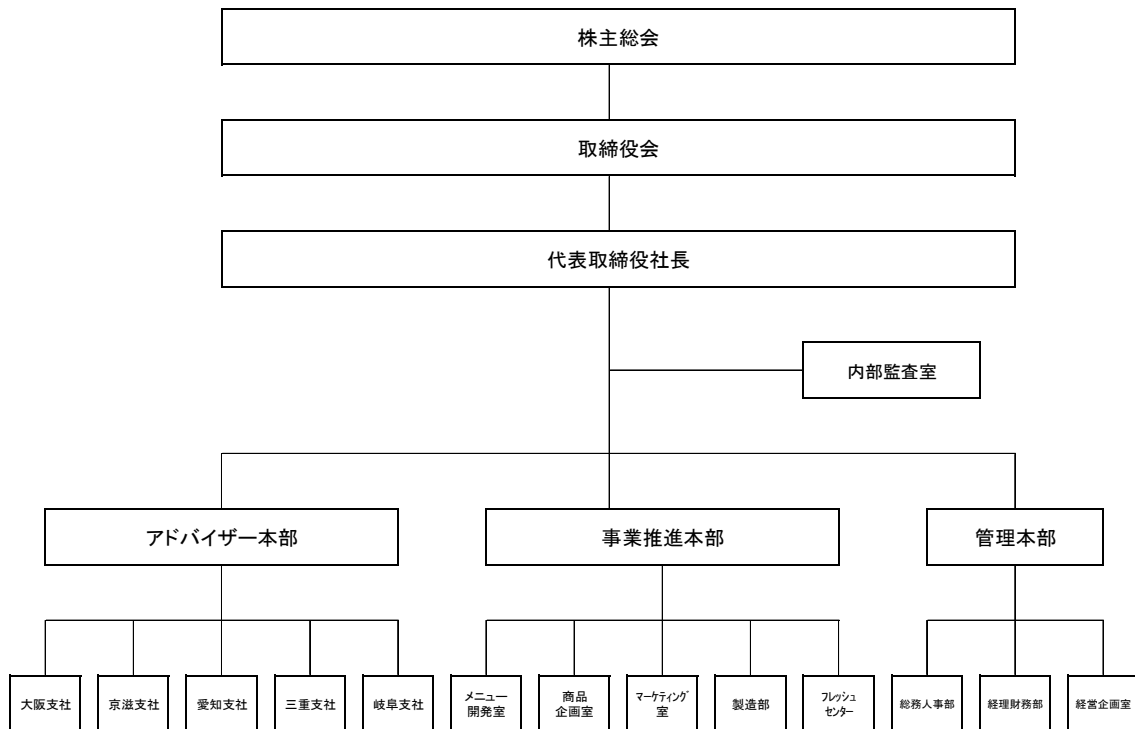 株主総会
取締役会
代表取締役社長
内部監査室
アドバイザー本部
事業推進本部
管理本部
大阪支社
京滋支社
愛知支社
三重支社
岐阜支社
メニュー
開発室
商品
企画室
マーケティング
室
製造部
フレッシュ
センター
総務人事部
経理財務部
経営企画室